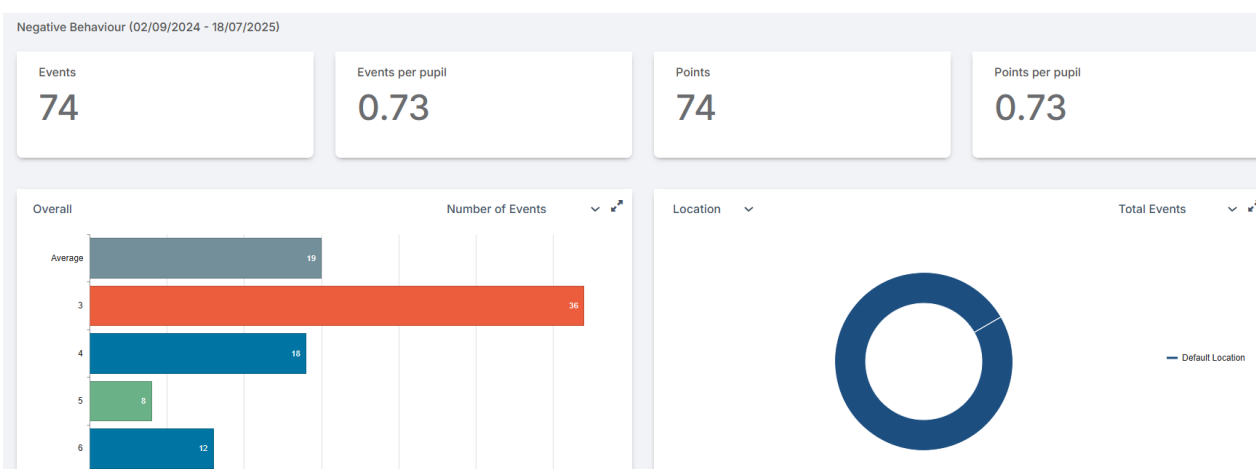 Negative Behaviour (02/09/2024 - 18/07/2025)
Events
74
Events per pupil
0.73
Points
74
Points per pupil
0.73
Overall
Number of Events
Average
19
3
36
4
18
5
8
6
12
Location
Total Events
Default Location